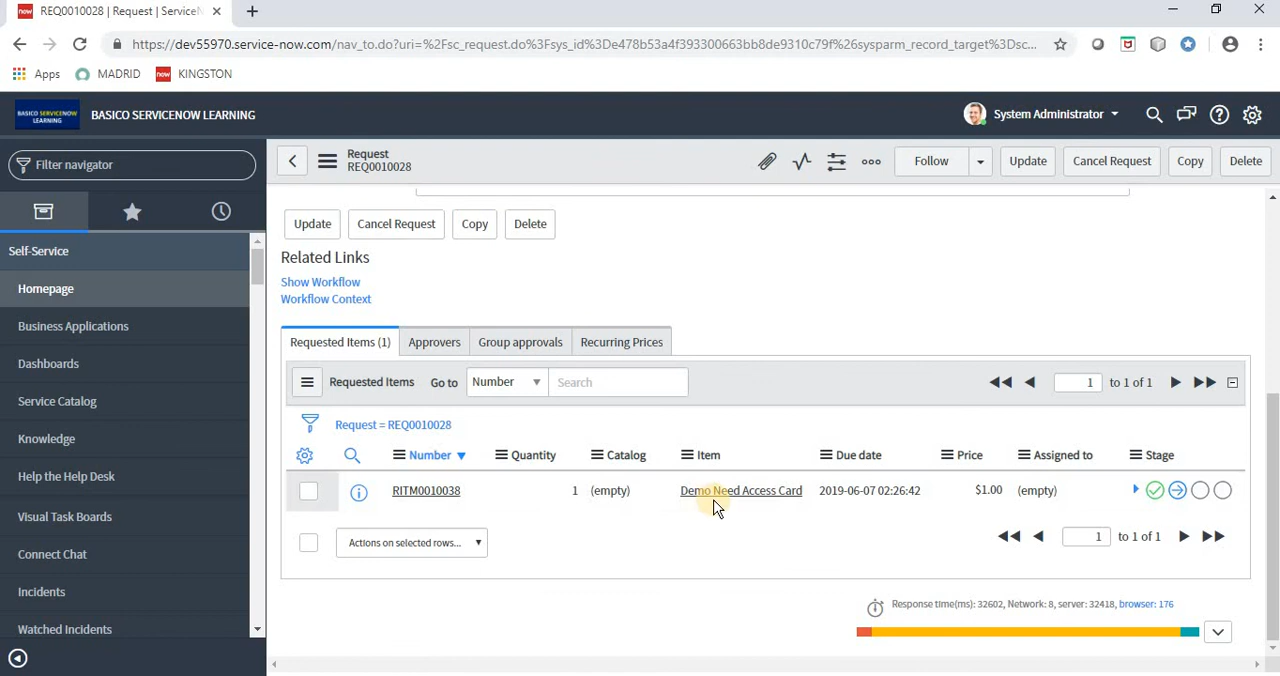 REQ0010028 | Request | ServiceN
https://dev55970.service-now.com/nav_to.do?uri=%2Fsc_request.do%3Fsys_id%3De478b53a4f393300663bb8de9310c79f%26sysparm_record_target%3Dsc...
Apps MADRID now KINGSTON
BASICO SERVICENOW LEARNING BASICO SERVICENOW LEARNING System Administrator
Filter navigator
Request
REQ0010028
Follow Update Cancel Request Copy Delete
Self-Service
Homepage
Business Applications
Dashboards
Service Catalog
Knowledge
Help the Help Desk
Visual Task Boards
Connect Chat
Incidents
Watched Incidents
Update Cancel Request Copy Delete
Related Links
Show Workflow
Workflow Context
Requested Items (1) Approvers Group approvals Recurring Prices
Requested Items Go to Number Search 1 to 1 of 1
Request = REQ0010028
Number Quantity Catalog Item Due date Price Assigned to Stage
RITM0010038 1 (empty) Demo Need Access Card 2019-06-07 02:26:42 $1.00 (empty)
Actions on selected rows... 1 to 1 of 1
Response time(ms): 32602, Network: 8, server: 32418, browser: 176